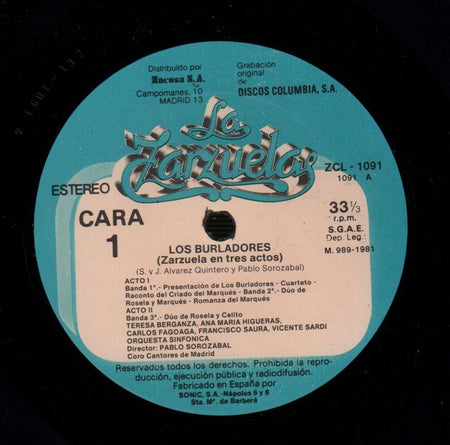 Distribuido por
Zacosa S.A.
Campomanes, 10
MADRID 13
Grabación
original
de
DISCOS COLUMBIA, S.A.
La
Zarzuela
ESTEREO
ZCL - 1091
1091 A
CARA
1
33⅓
r.p.m.
S.G.A.E.
Dep. Leg.:
M. 989-1981
LOS BURLADORES
(Zarzuela en tres actos)
(S. y J. Alvarez Quintero y Pablo Sorozabal)
ACTO I
Banda 1ª.- Presentación de Los Burladores - Cuarteto -
Raconto del Criado del Marqués - Banda 2ª.- Dúo de
Rosela y Marqués - Romanza del Marqués
ACTO II
Banda 3ª.- Dúo de Rosela y Celito
TERESA BERGANZA, ANA MARIA HIGUERAS,
CARLOS FAGOAGA, FRANCISCO SAURA, VICENTE SARDI
ORQUESTA SINFONICA
Director: PABLO SOROZABAL
Coro Cantores de Madrid
Reservados todos los derechos. Prohibida la repro-
ducción, ejecución pública y radiodifusión.
Fabricado en España por
SONIC, S.A.-Nápoles 6 y 8
Sta. Mª. de Barberá